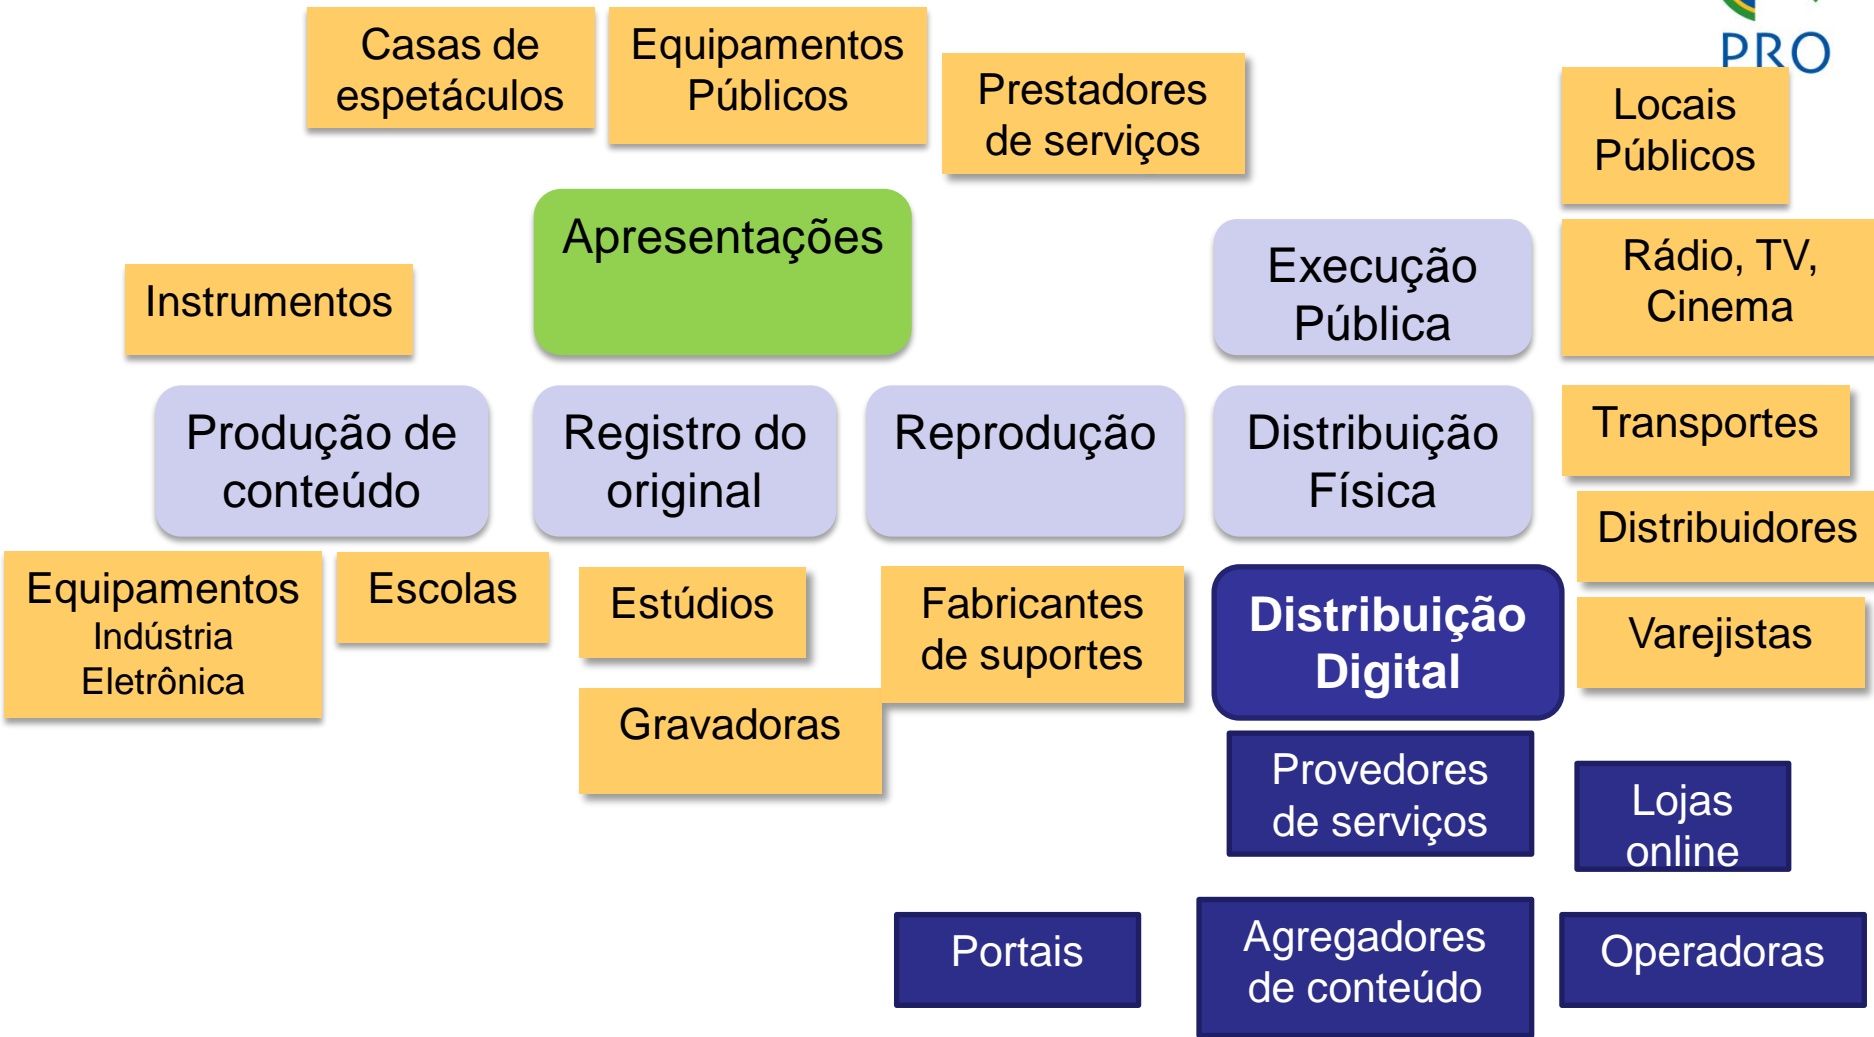 Casas de
espetáculos
Equipamentos
Públicos
Prestadores
de serviços
PRO
Locais
Públicos
Apresentações
Execução
Pública
Rádio, TV,
Cinema
Instrumentos
Produção de
conteúdo
Registro do
original
Reprodução
Distribuição
Física
Transportes
Distribuidores
Varejistas
Equipamentos
Indústria
Eletrônica
Escolas
Estúdios
Gravadoras
Fabricantes
de suportes
Distribuição
Digital
Provedores
de serviços
Lojas
online
Portais
Agregadores
de conteúdo
Operadoras